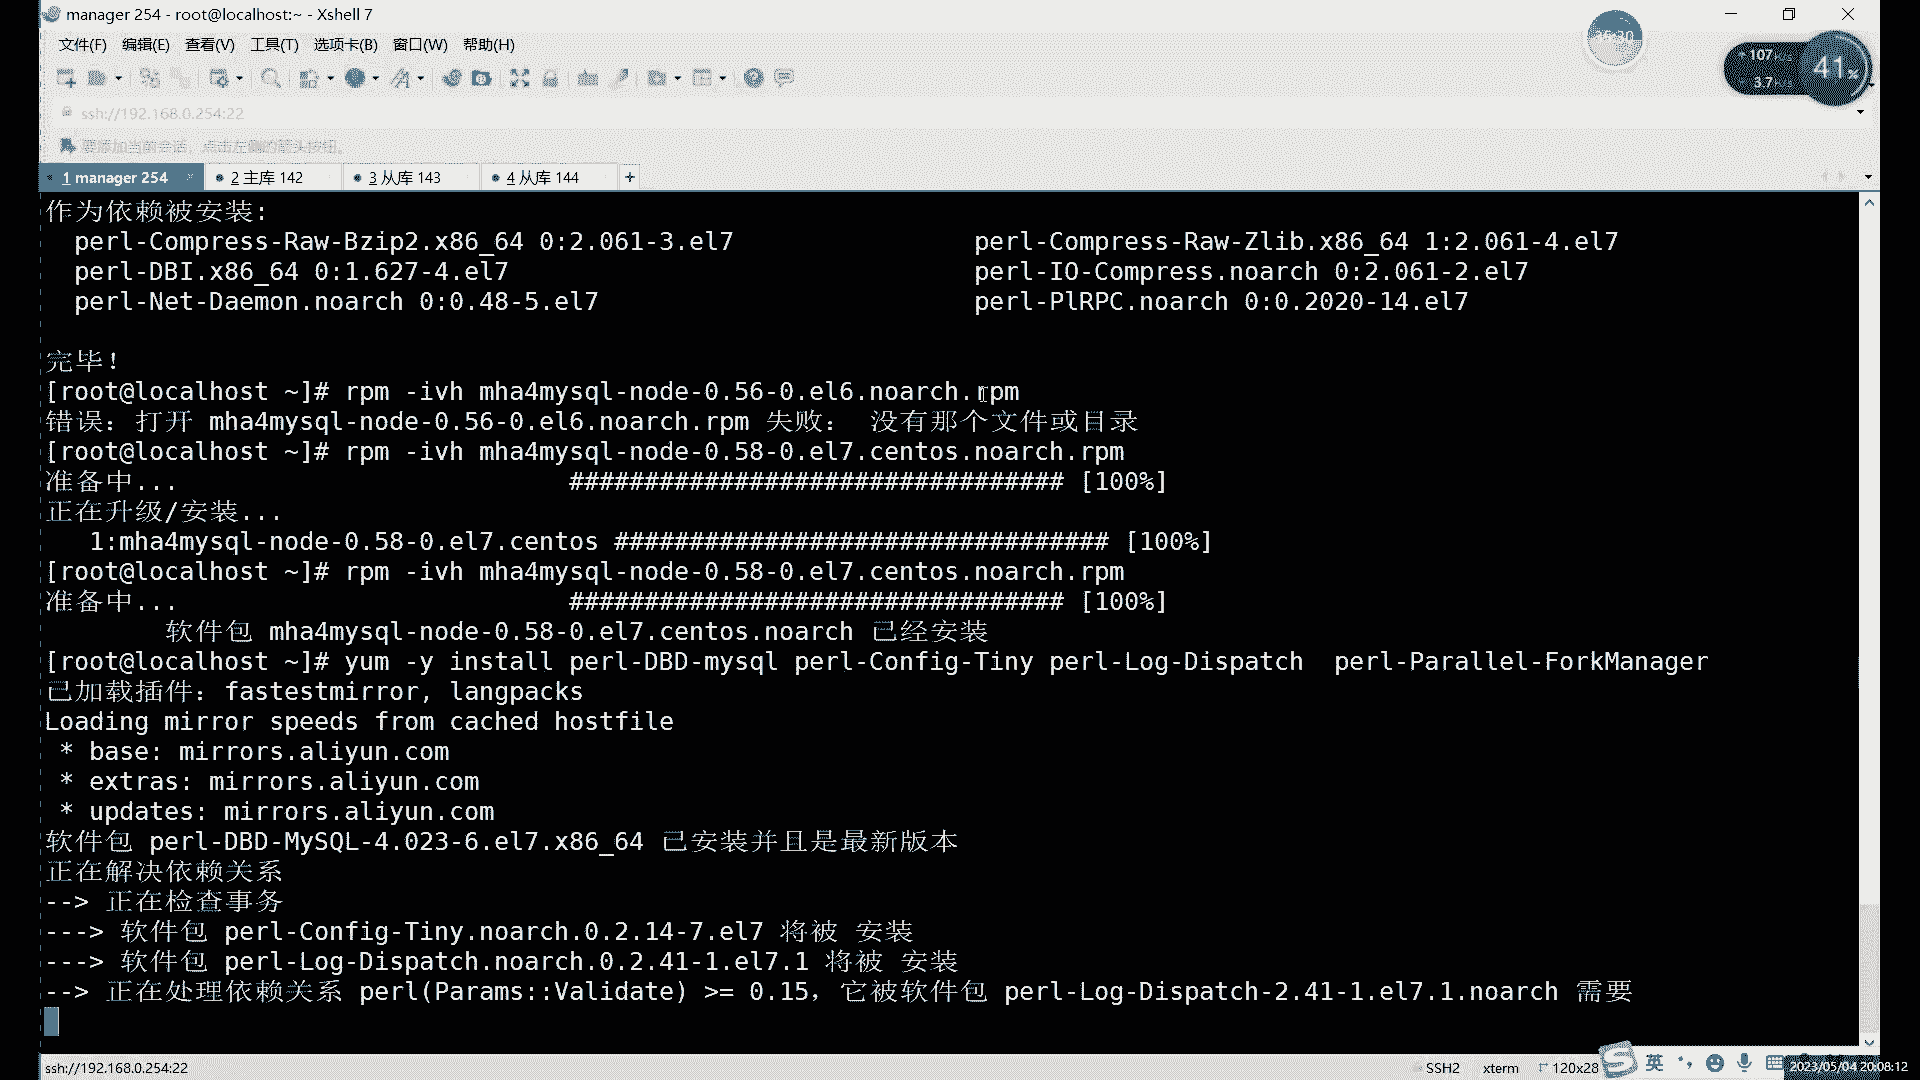 manager 254 - root@localhost:~ - Xshell 7
文件(F) 编辑(E) 查看(V) 工具(T) 选项卡(B) 窗口(W) 帮助(H)
107K/s
3.7K/s
41%
ssh://192.168.0.254:22
要添加当前会话，点击左侧的箭头按钮。
1 manager 254 2 主库 142 3 从库 143 4 从库 144 +
作为依赖被安装:
perl-Compress-Raw-Bzip2.x86_64 0:2.061-3.el7 perl-Compress-Raw-Zlib.x86_64 1:2.061-4.el7
perl-DBI.x86_64 0:1.627-4.el7 perl-IO-Compress.noarch 0:2.061-2.el7
perl-Net-Daemon.noarch 0:0.48-5.el7 perl-PlRPC.noarch 0:0.2020-14.el7
完毕！
[root@localhost ~]# rpm -ivh mha4mysql-node-0.56-0.el6.noarch.rpm
错误：打开 mha4mysql-node-0.56-0.el6.noarch.rpm 失败： 没有那个文件或目录
[root@localhost ~]# rpm -ivh mha4mysql-node-0.58-0.el7.centos.noarch.rpm
准备中... ################################# [100%]
正在升级/安装...
1:mha4mysql-node-0.58-0.el7.centos ################################# [100%]
[root@localhost ~]# rpm -ivh mha4mysql-node-0.58-0.el7.centos.noarch.rpm
准备中... ################################# [100%]
软件包 mha4mysql-node-0.58-0.el7.centos.noarch 已经安装
[root@localhost ~]# yum -y install perl-DBD-mysql perl-Config-Tiny perl-Log-Dispatch  perl-Parallel-ForkManager
已加载插件：fastestmirror, langpacks
Loading mirror speeds from cached hostfile
* base: mirrors.aliyun.com
* extras: mirrors.aliyun.com
* updates: mirrors.aliyun.com
软件包 perl-DBD-MySQL-4.023-6.el7.x86_64 已安装并且是最新版本
正在解决依赖关系
--> 正在检查事务
---> 软件包 perl-Config-Tiny.noarch.0.2.14-7.el7 将被 安装
---> 软件包 perl-Log-Dispatch.noarch.0.2.41-1.el7.1 将被 安装
--> 正在处理依赖关系 perl(Params::Validate) >= 0.15，它被软件包 perl-Log-Dispatch-2.41-1.el7.1.noarch 需要
ssh://192.168.0.254:22 SSH2 xterm 120x28 英 2023/05/04 20:08:12